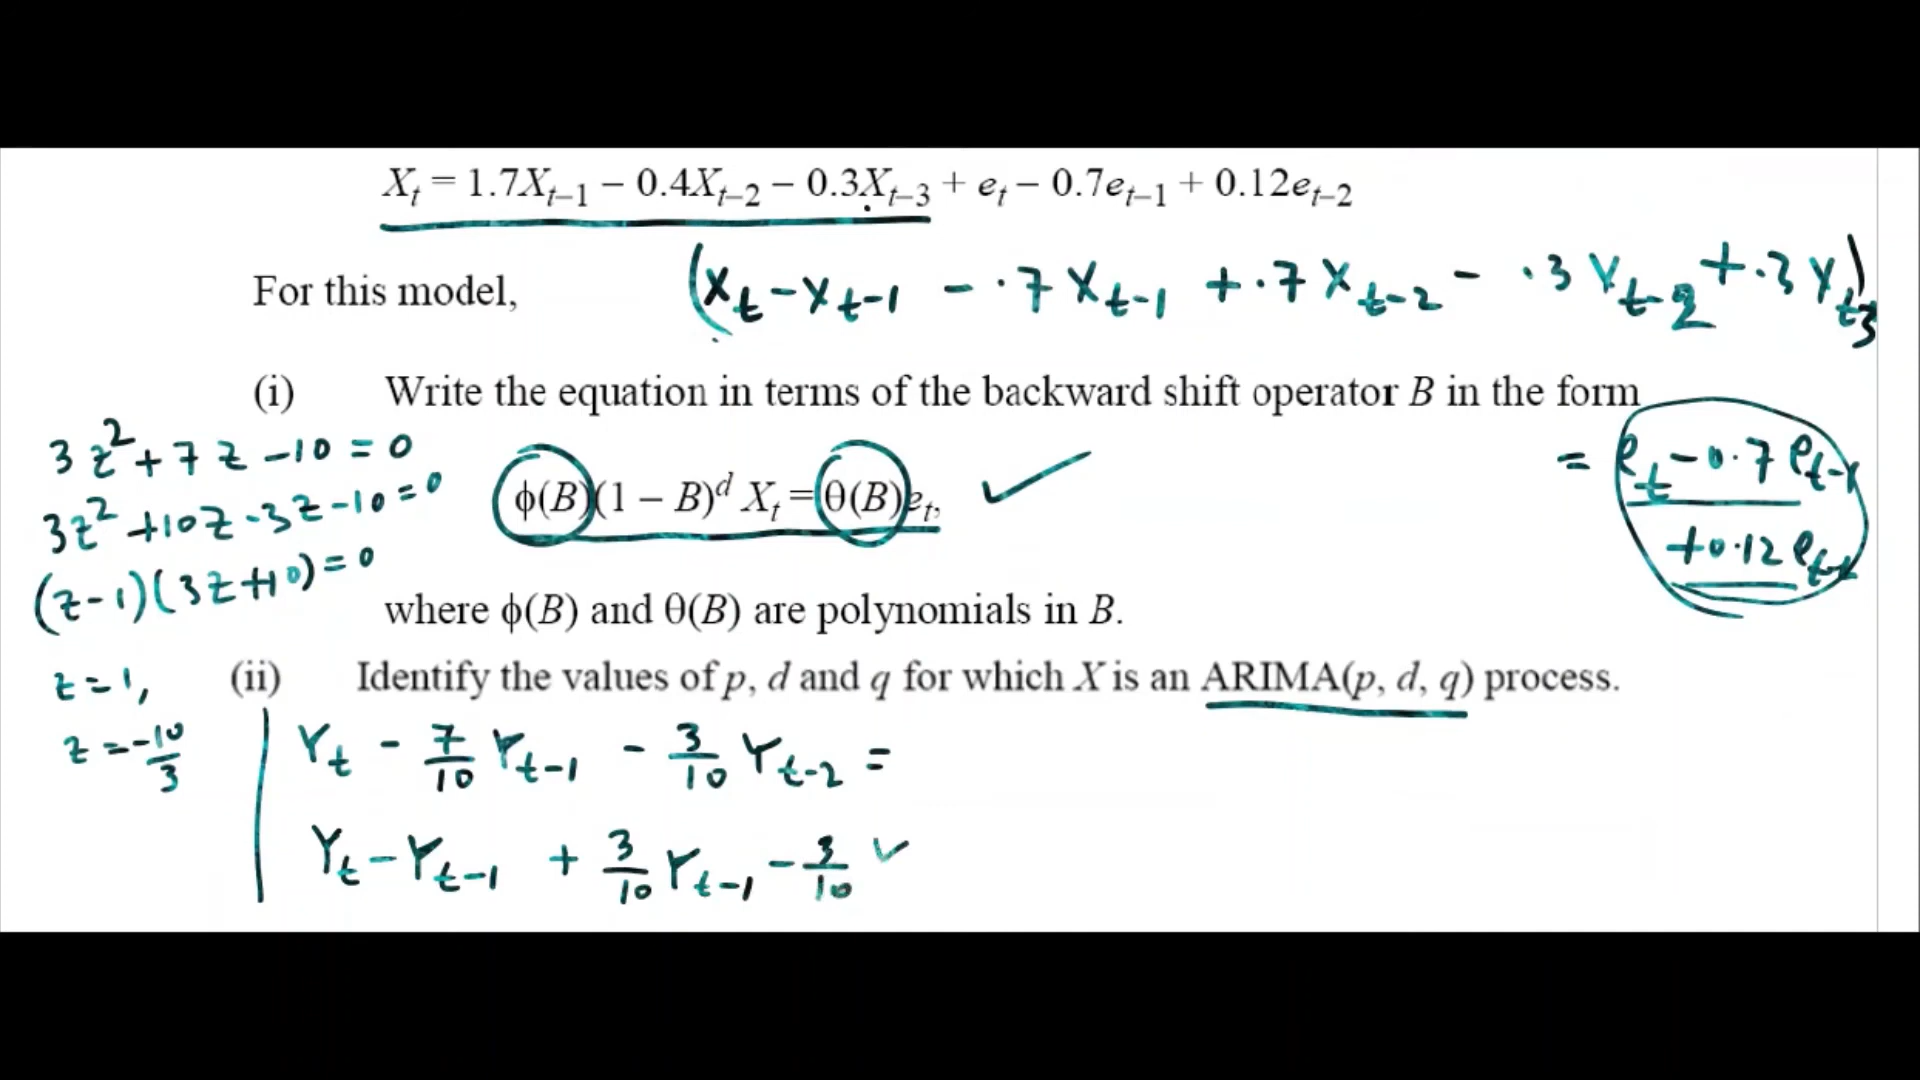 Xₜ = 1.7Xₜ₋₁ − 0.4Xₜ₋₂ − 0.3Xₜ₋₃ + eₜ − 0.7eₜ₋₁ + 0.12eₜ₋₂
For this model,
(Xₜ − Xₜ₋₁ − ·7 Xₜ₋₁ + ·7 Xₜ₋₂ − ·3 Xₜ₋₂ + ·3 Xₜ₋₃)
(i) Write the equation in terms of the backward shift operator B in the form
3z² + 7z − 10 = 0
3z² + 10z − 3z − 10 = 0
(z−1)(3z+10) = 0
ϕ(B)(1 − B)ᵈ Xₜ = θ(B)eₜ,
= eₜ − 0.7 eₜ₋₁
+0.12 eₜ₋₂
where ϕ(B) and θ(B) are polynomials in B.
z = 1,
z = −10/3
(ii) Identify the values of p, d and q for which X is an ARIMA(p, d, q) process.
Yₜ − 7/10 Yₜ₋₁ − 3/10 Yₜ₋₂ =
Yₜ − Yₜ₋₁ + 3/10 Yₜ₋₁ − 3/10